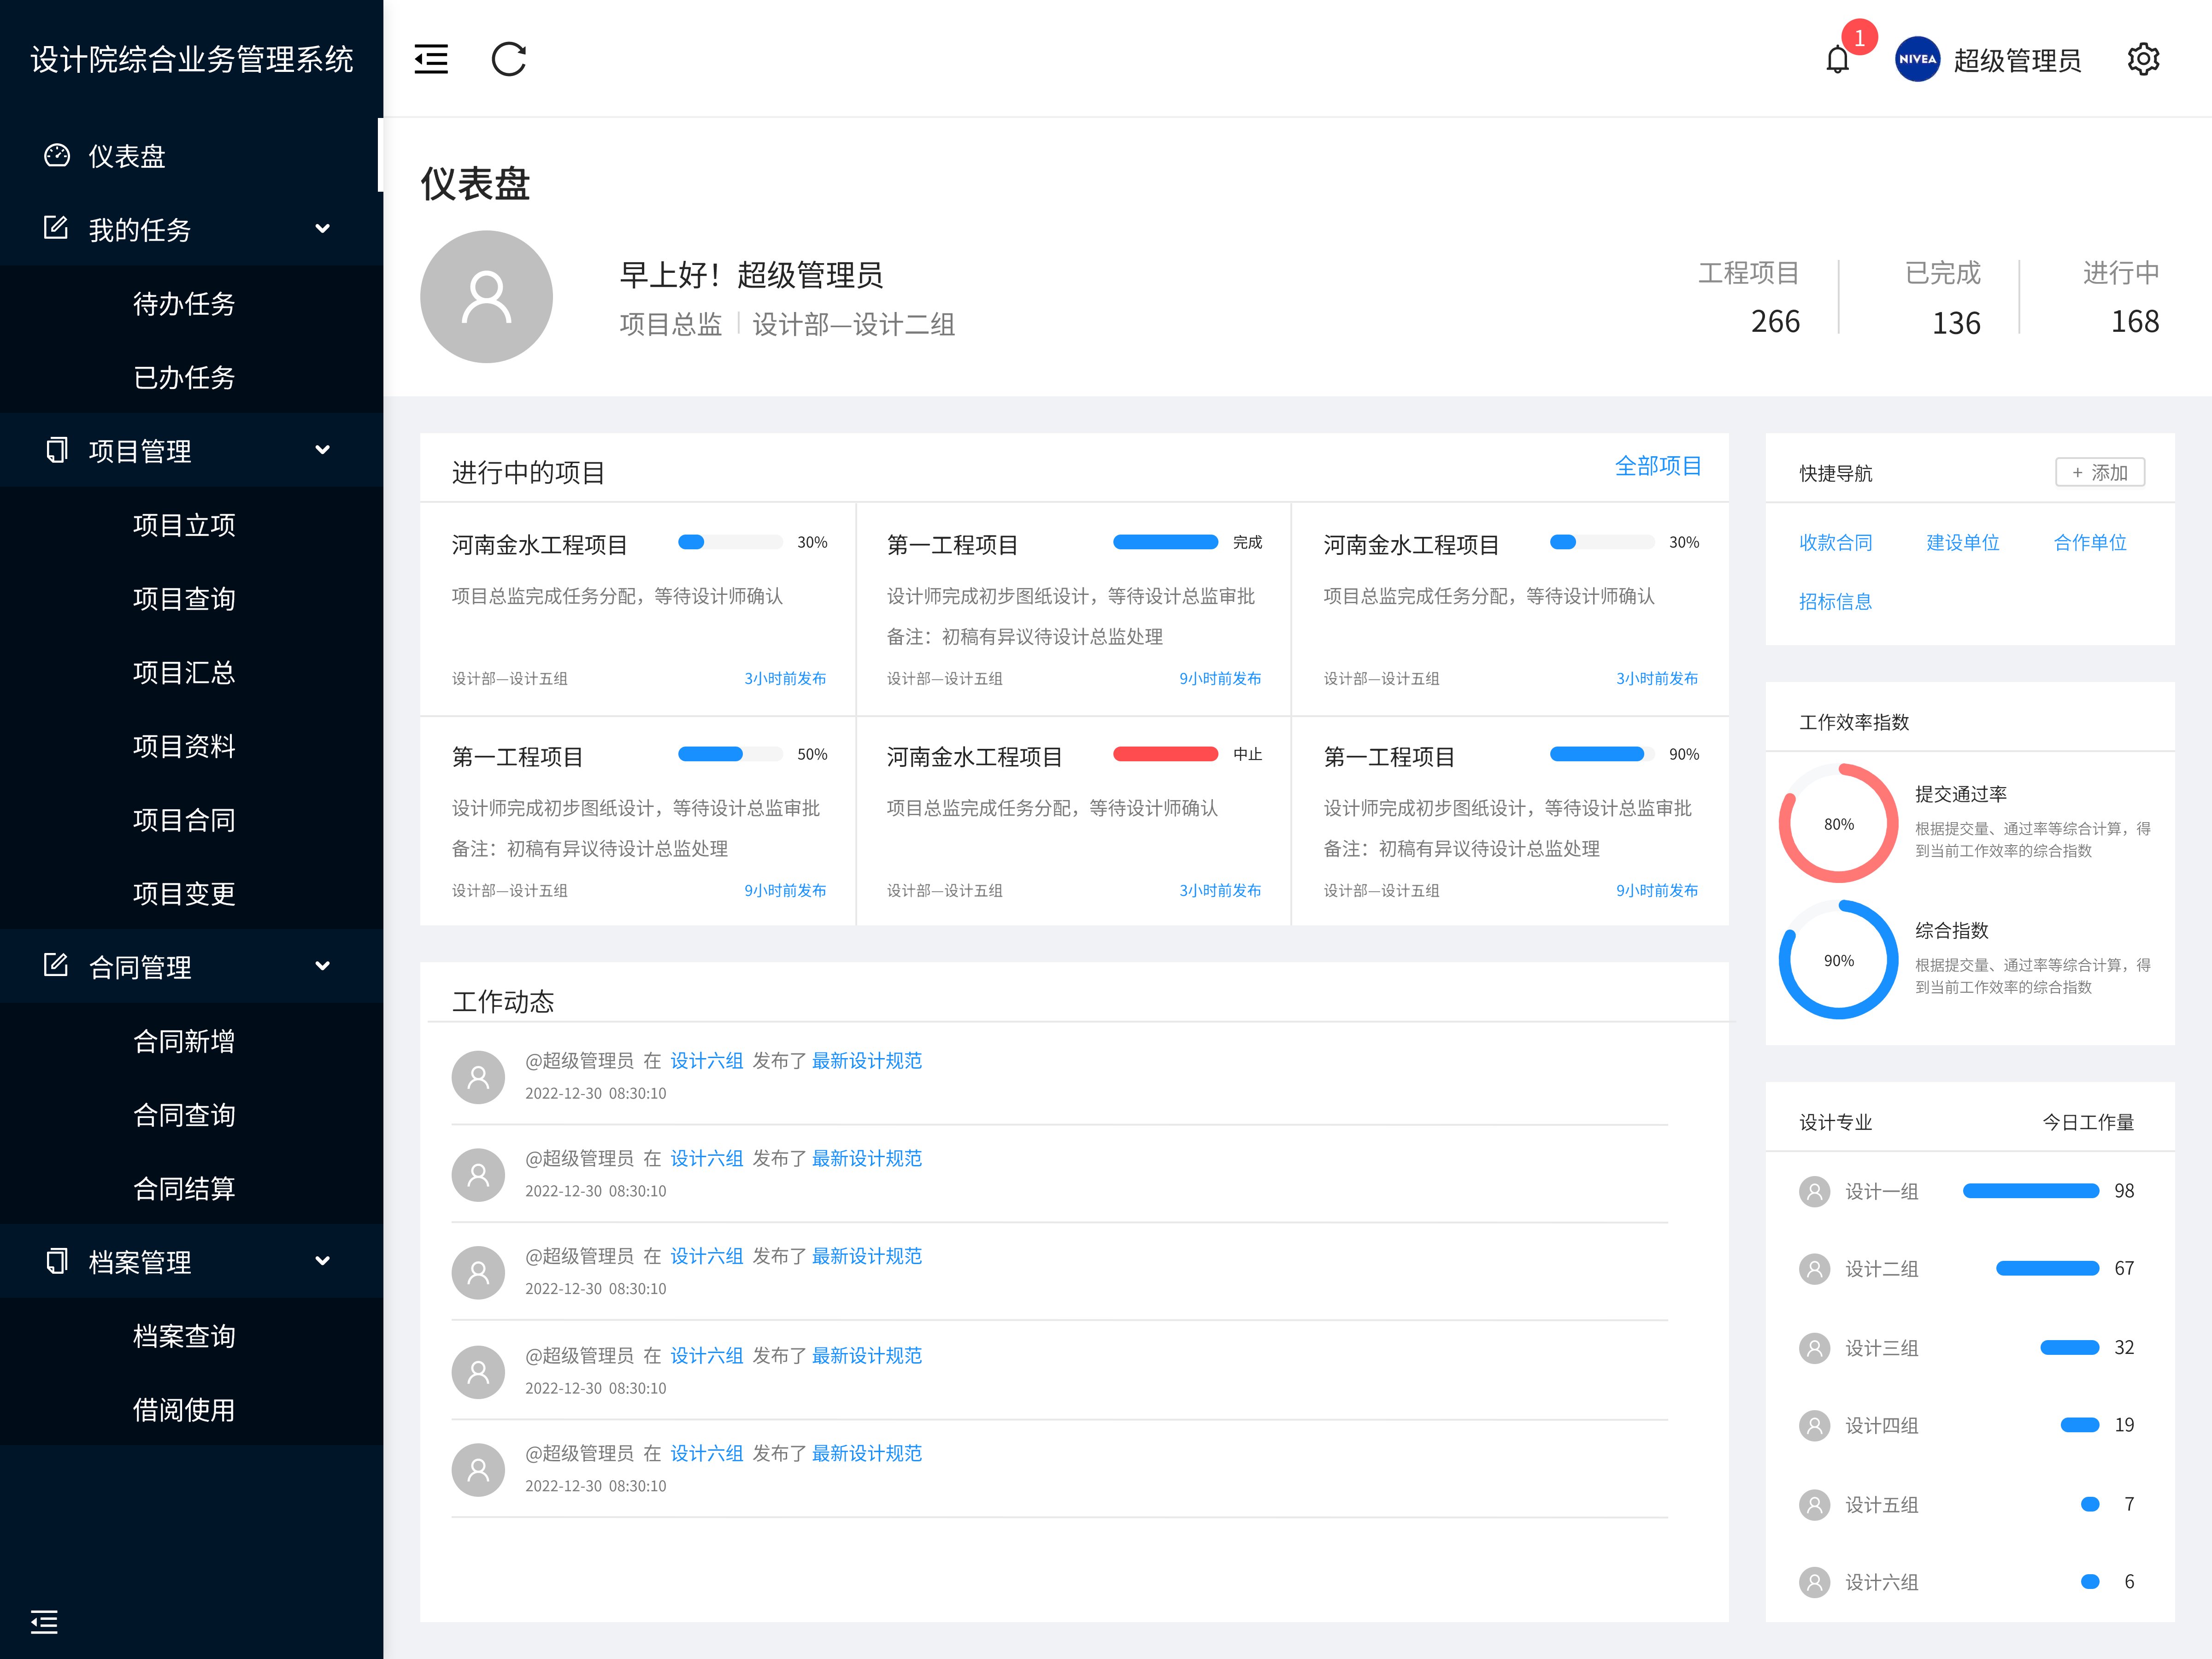 设计院综合业务管理系统
仪表盘
我的任务
待办任务
已办任务
项目管理
项目立项
项目查询
项目汇总
项目资料
项目合同
项目变更
合同管理
合同新增
合同查询
合同结算
档案管理
档案查询
借阅使用
1
NIVEA 超级管理员
仪表盘
早上好！超级管理员
项目总监 设计部—设计二组
工程项目 已完成 进行中
266 136 168
进行中的项目 全部项目
河南金水工程项目 30%
项目总监完成任务分配，等待设计师确认
设计部—设计五组 3小时前发布
第一工程项目 完成
设计师完成初步图纸设计，等待设计总监审批
备注：初稿有异议待设计总监处理
设计部—设计五组 9小时前发布
河南金水工程项目 30%
项目总监完成任务分配，等待设计师确认
设计部—设计五组 3小时前发布
第一工程项目 50%
设计师完成初步图纸设计，等待设计总监审批
备注：初稿有异议待设计总监处理
设计部—设计五组 9小时前发布
河南金水工程项目 中止
项目总监完成任务分配，等待设计师确认
设计部—设计五组 3小时前发布
第一工程项目 90%
设计师完成初步图纸设计，等待设计总监审批
备注：初稿有异议待设计总监处理
设计部—设计五组 9小时前发布
工作动态
@超级管理员 在 设计六组 发布了 最新设计规范
2022-12-30 08:30:10
@超级管理员 在 设计六组 发布了 最新设计规范
2022-12-30 08:30:10
@超级管理员 在 设计六组 发布了 最新设计规范
2022-12-30 08:30:10
@超级管理员 在 设计六组 发布了 最新设计规范
2022-12-30 08:30:10
@超级管理员 在 设计六组 发布了 最新设计规范
2022-12-30 08:30:10
快捷导航 + 添加
收款合同 建设单位 合作单位
招标信息
工作效率指数
80%
提交通过率
根据提交量、通过率等综合计算，得
到当前工作效率的综合指数
90%
综合指数
根据提交量、通过率等综合计算，得
到当前工作效率的综合指数
设计专业 今日工作量
设计一组 98
设计二组 67
设计三组 32
设计四组 19
设计五组 7
设计六组 6